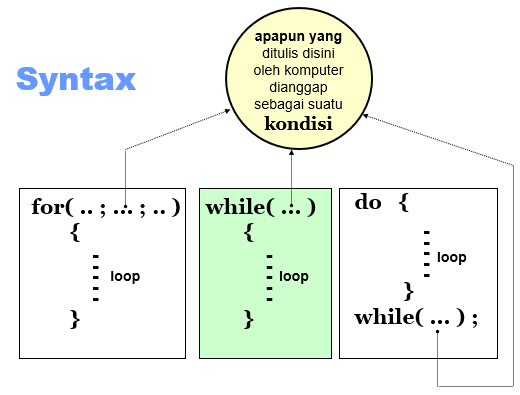 Syntax
apapun yang
ditulis disini
oleh komputer
dianggap
sebagai suatu
kondisi
for( .. ; ... ; .. )
{
loop
}
while( ... )
{
loop
}
do {
loop
}
while( ... ) ;